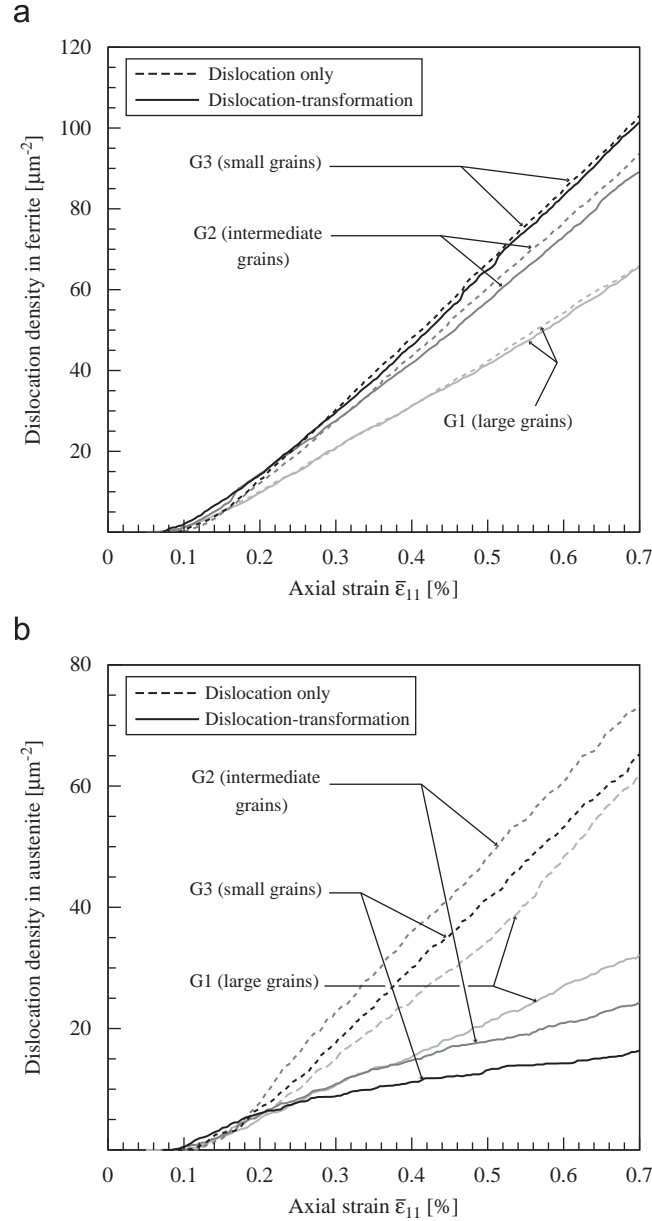 a
120
100
80
60
40
20
Dislocation density in ferrite [μm⁻²]
Dislocation only
Dislocation-transformation
G3 (small grains)
G2 (intermediate
grains)
G1 (large grains)
0 0.1 0.2 0.3 0.4 0.5 0.6 0.7
Axial strain ε̅₁₁ [%]
b
80
60
40
20
Dislocation density in austenite [μm⁻²]
Dislocation only
Dislocation-transformation
G2 (intermediate
grains)
G3 (small grains)
G1 (large grains)
0 0.1 0.2 0.3 0.4 0.5 0.6 0.7
Axial strain ε̅₁₁ [%]